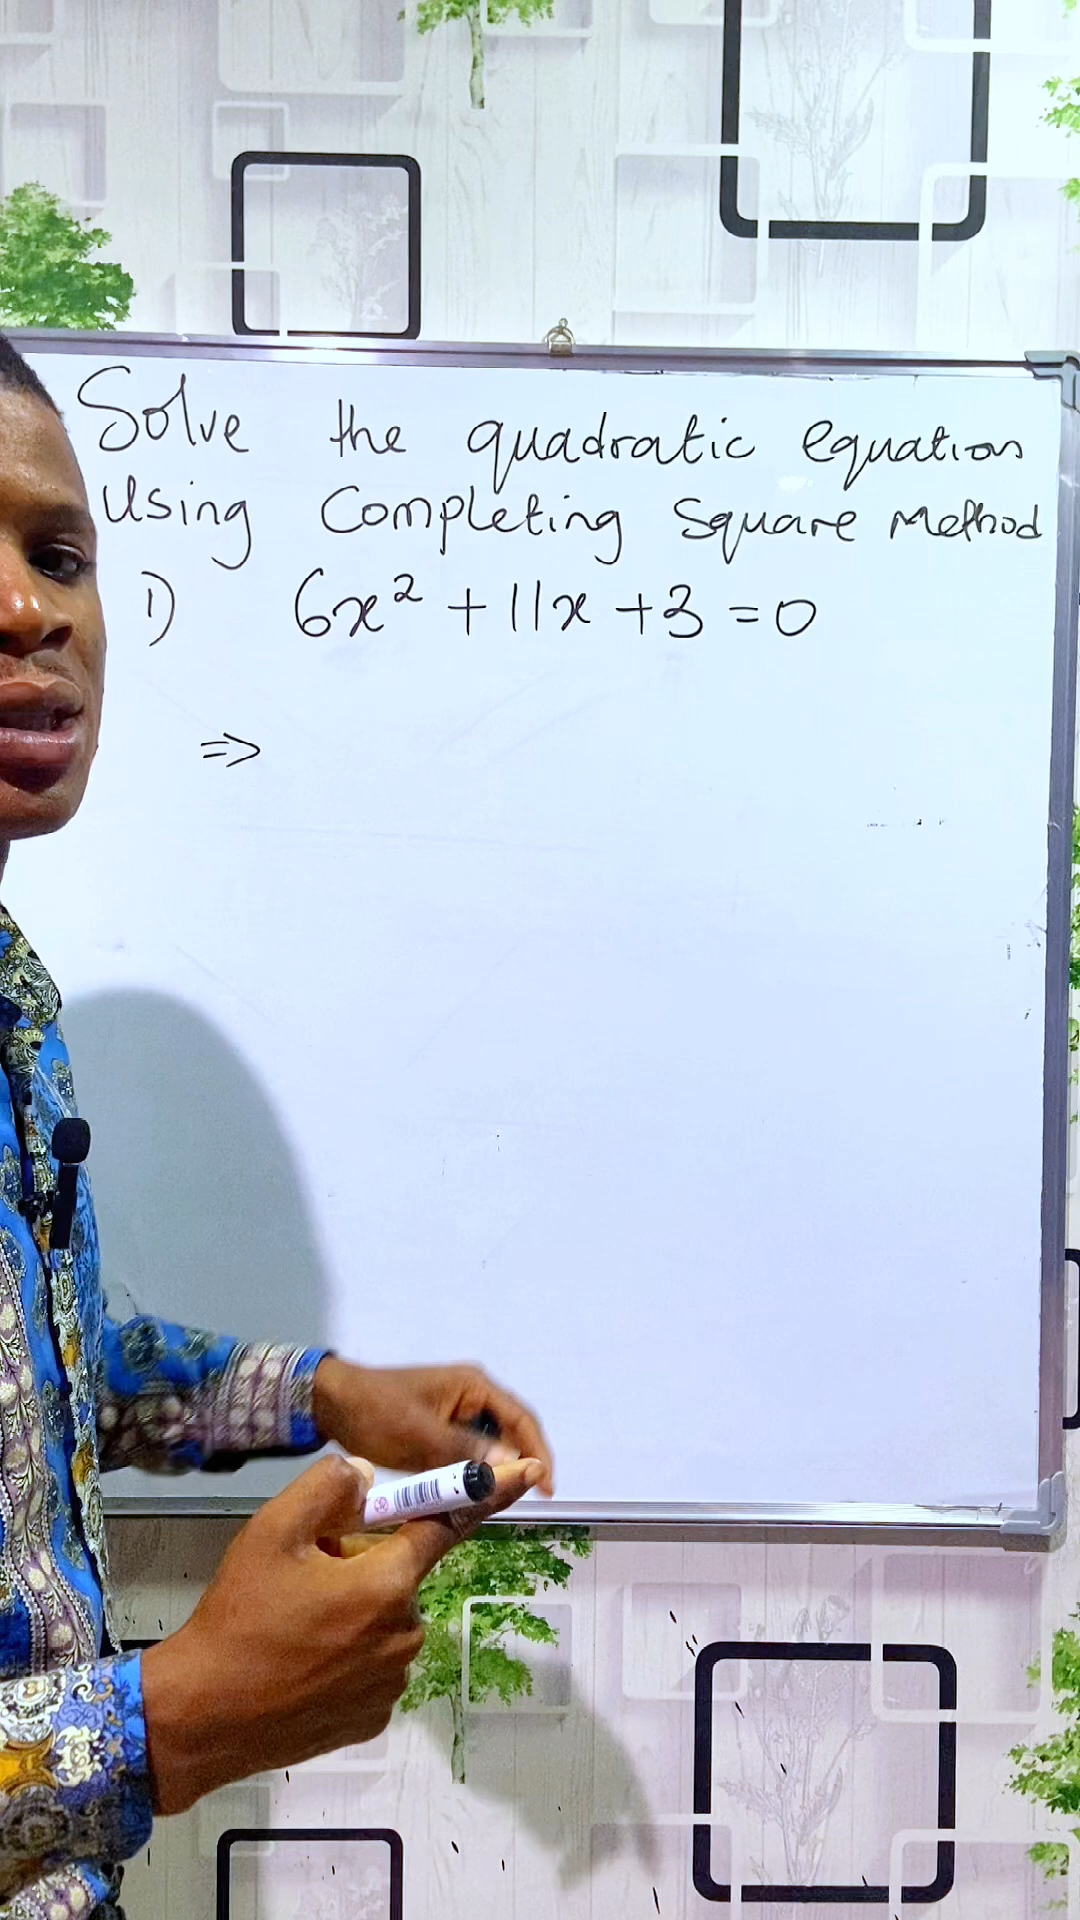 Solve the quadratic equation
Using Completing Square Method
1) 6x² + 11x + 3 = 0
⇒